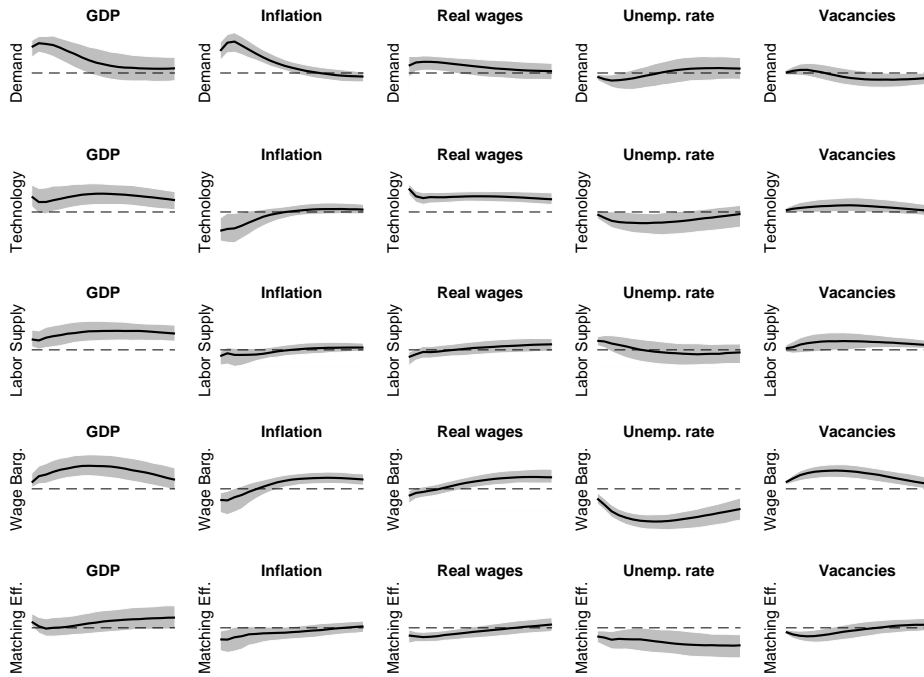 GDP Inflation Real wages Unemp. rate Vacancies
Demand Demand Demand Demand Demand
GDP Inflation Real wages Unemp. rate Vacancies
Technology Technology Technology Technology Technology
GDP Inflation Real wages Unemp. rate Vacancies
Labor Supply Labor Supply Labor Supply Labor Supply Labor Supply
GDP Inflation Real wages Unemp. rate Vacancies
Wage Barg. Wage Barg. Wage Barg. Wage Barg. Wage Barg.
GDP Inflation Real wages Unemp. rate Vacancies
Matching Eff. Matching Eff. Matching Eff. Matching Eff. Matching Eff.